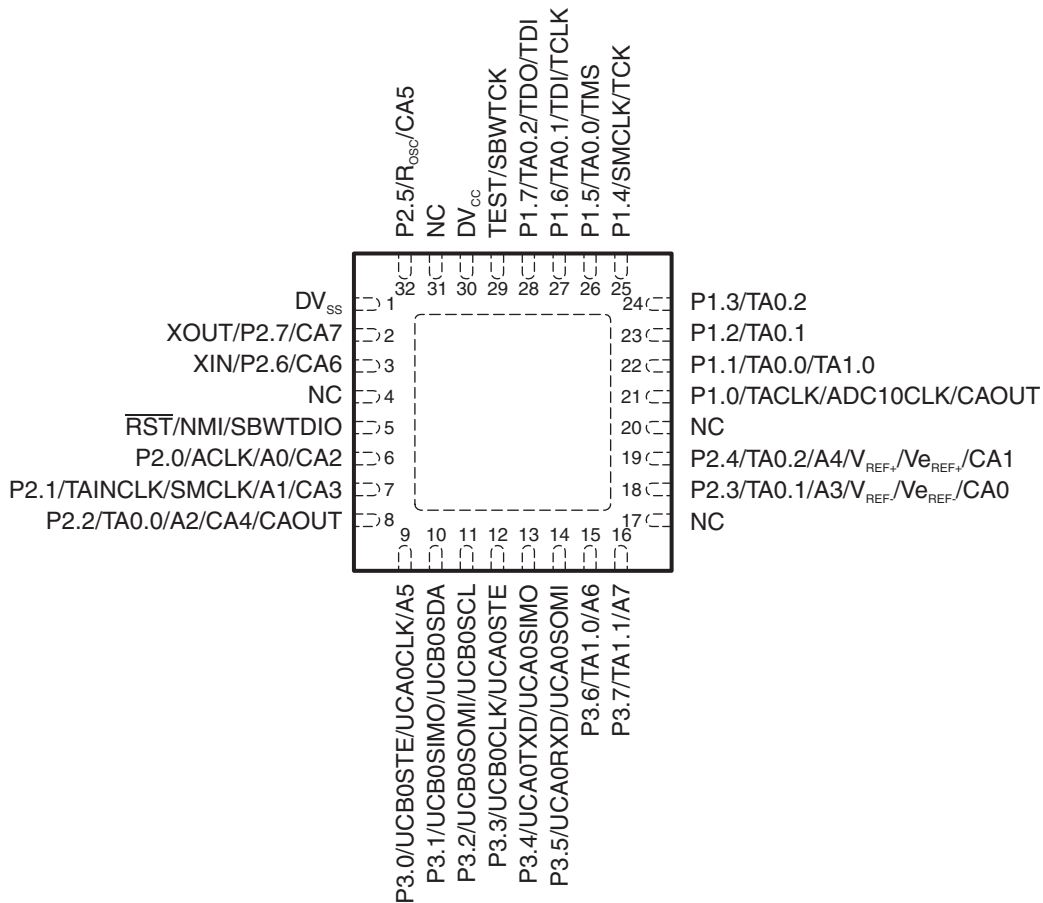 P2.5/ROSC/CA5
NC
DVCC
TEST/SBWTCK
P1.7/TA0.2/TDO/TDI
P1.6/TA0.1/TDI/TCLK
P1.5/TA0.0/TMS
P1.4/SMCLK/TCK
32 31 30 29 28 27 26 25
DVSS 1
XOUT/P2.7/CA7 2
XIN/P2.6/CA6 3
NC 4
RST/NMI/SBWTDIO 5
P2.0/ACLK/A0/CA2 6
P2.1/TAINCLK/SMCLK/A1/CA3 7
P2.2/TA0.0/A2/CA4/CAOUT 8
24 P1.3/TA0.2
23 P1.2/TA0.1
22 P1.1/TA0.0/TA1.0
21 P1.0/TACLK/ADC10CLK/CAOUT
20 NC
19 P2.4/TA0.2/A4/VREF+/VeREF+/CA1
18 P2.3/TA0.1/A3/VREF-/VeREF-/CA0
17 NC
9 10 11 12 13 14 15 16
P3.0/UCB0STE/UCA0CLK/A5
P3.1/UCB0SIMO/UCB0SDA
P3.2/UCB0SOMI/UCB0SCL
P3.3/UCB0CLK/UCA0STE
P3.4/UCA0TXD/UCA0SIMO
P3.5/UCA0RXD/UCA0SOMI
P3.6/TA1.0/A6
P3.7/TA1.1/A7